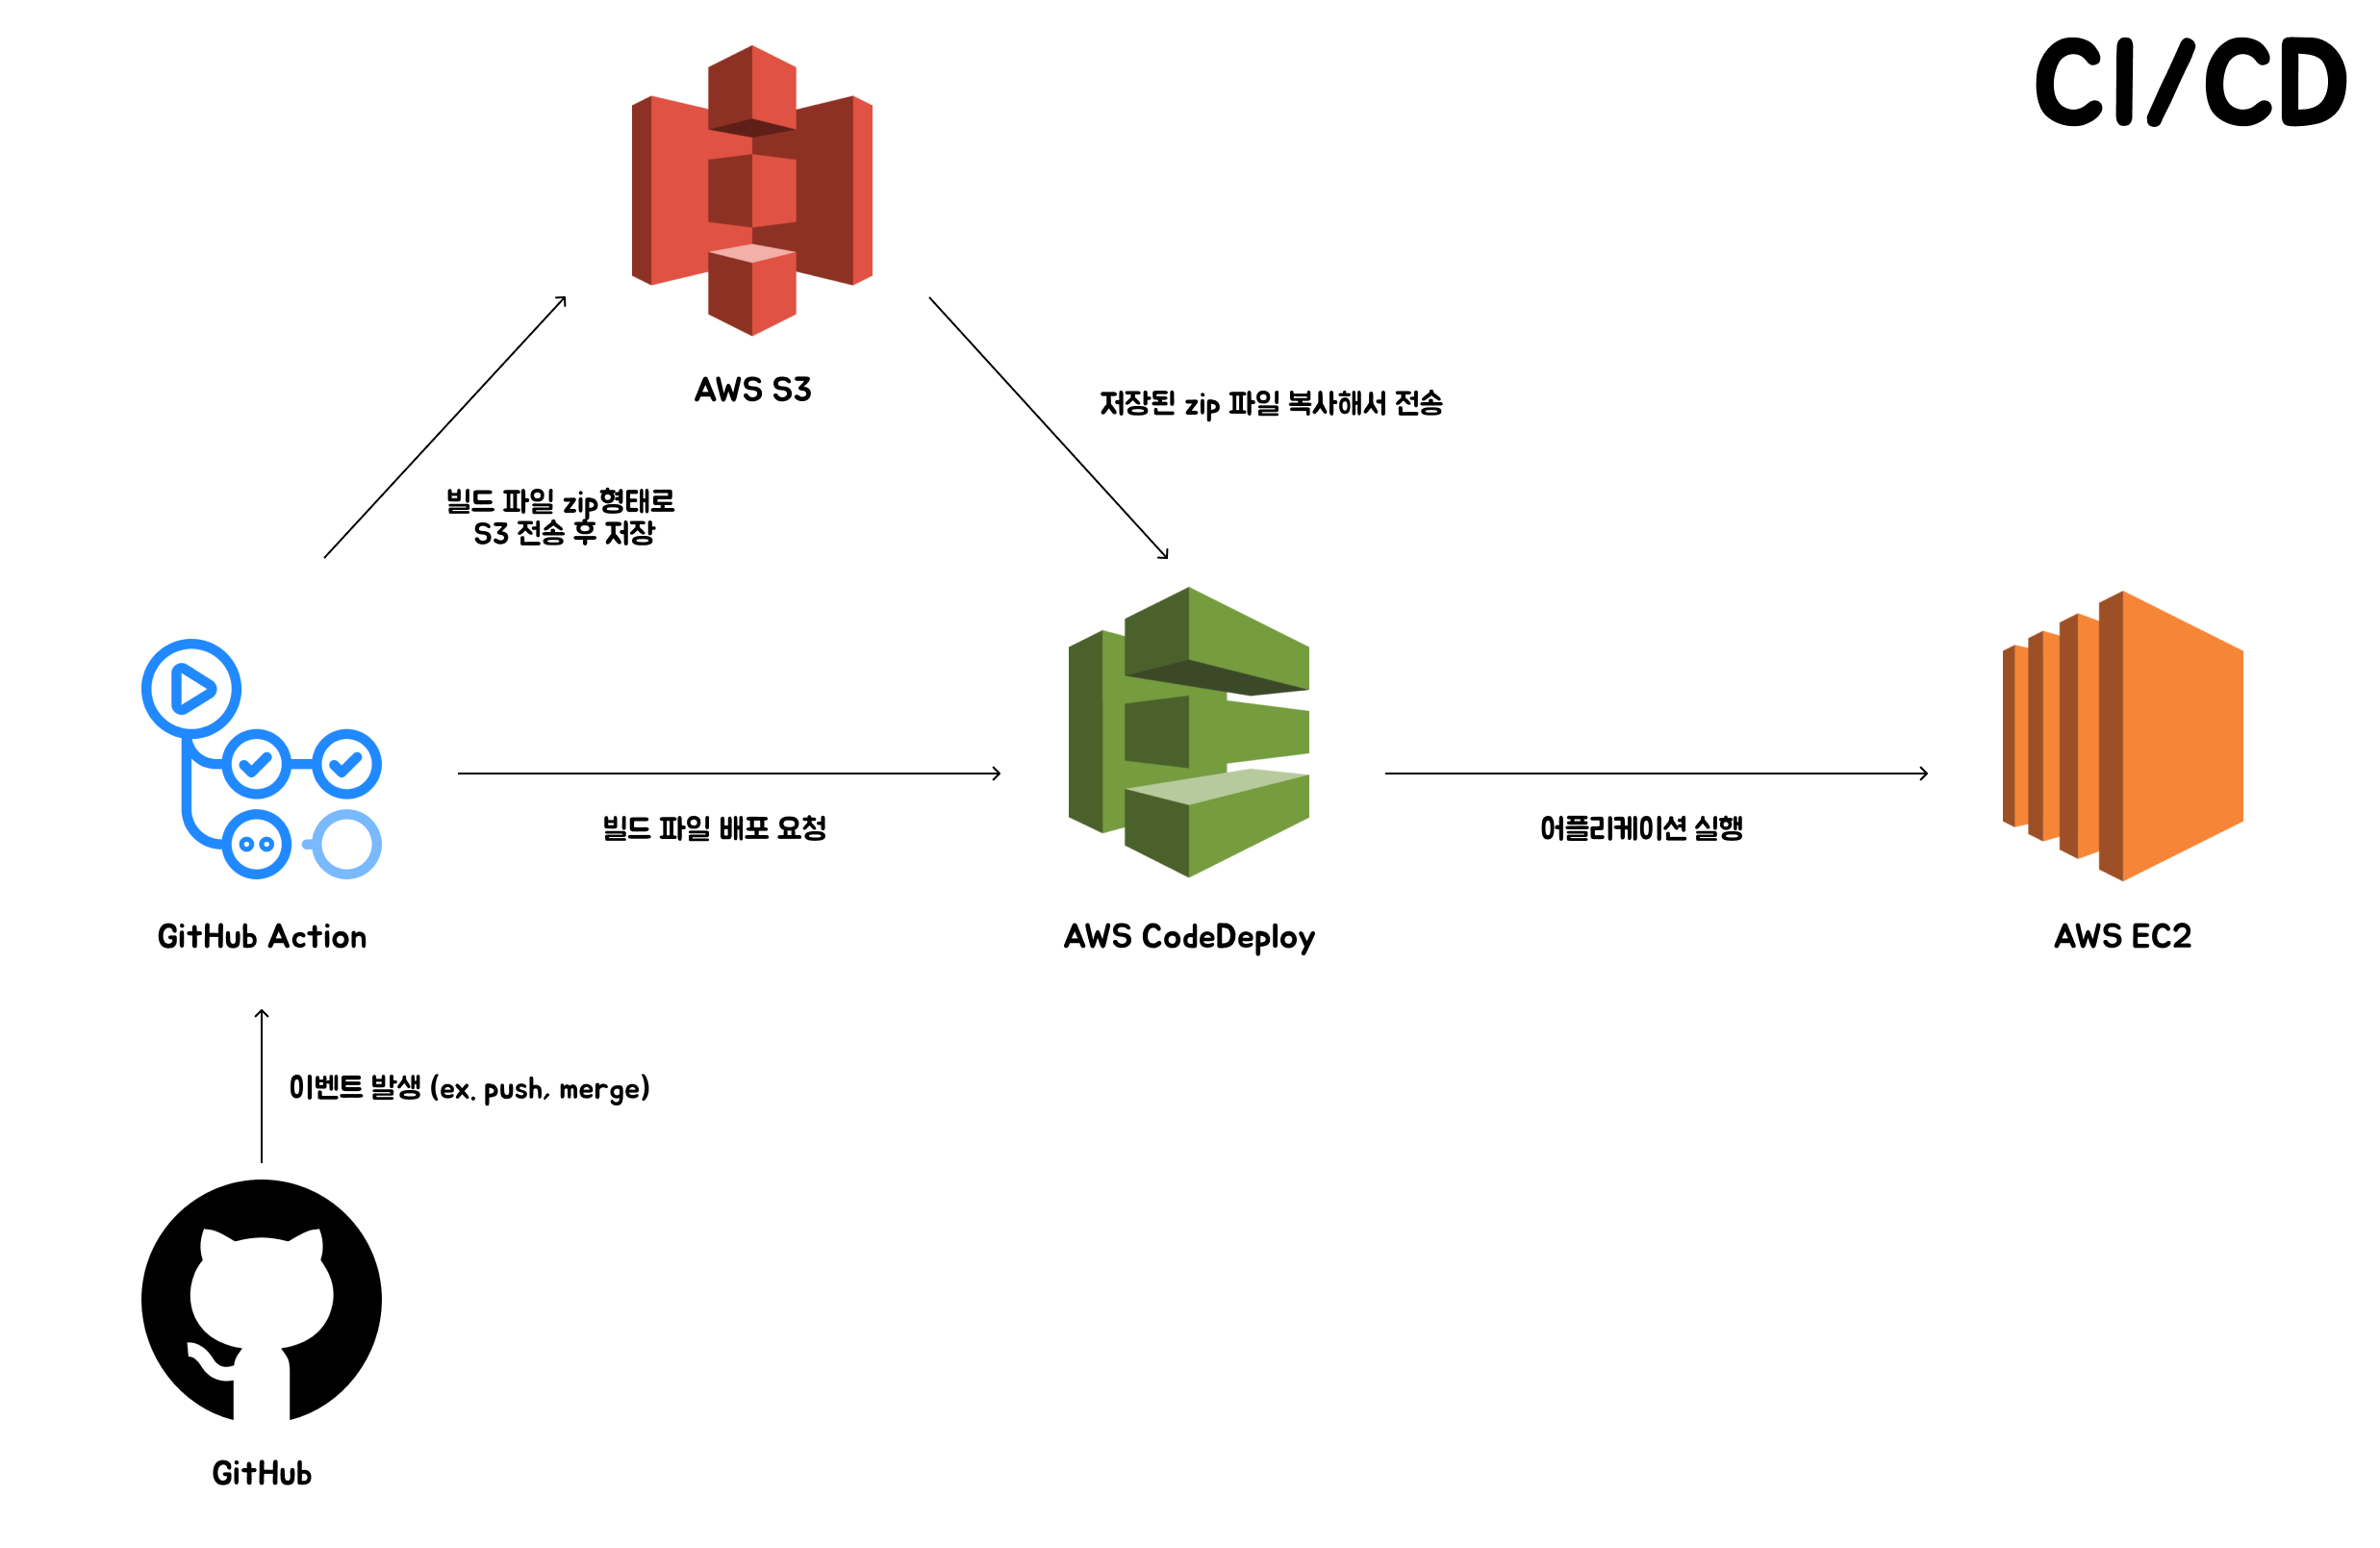 CI/CD
AWS S3
저장된 zip 파일 복사해서 전송
빌드 파일 zip형태로
S3 전송 후 저장
빌드 파일 배포 요청
어플리케이션 실행
GitHub Action
AWS CodeDeploy
AWS EC2
이벤트 발생 (ex. push, merge)
GitHub